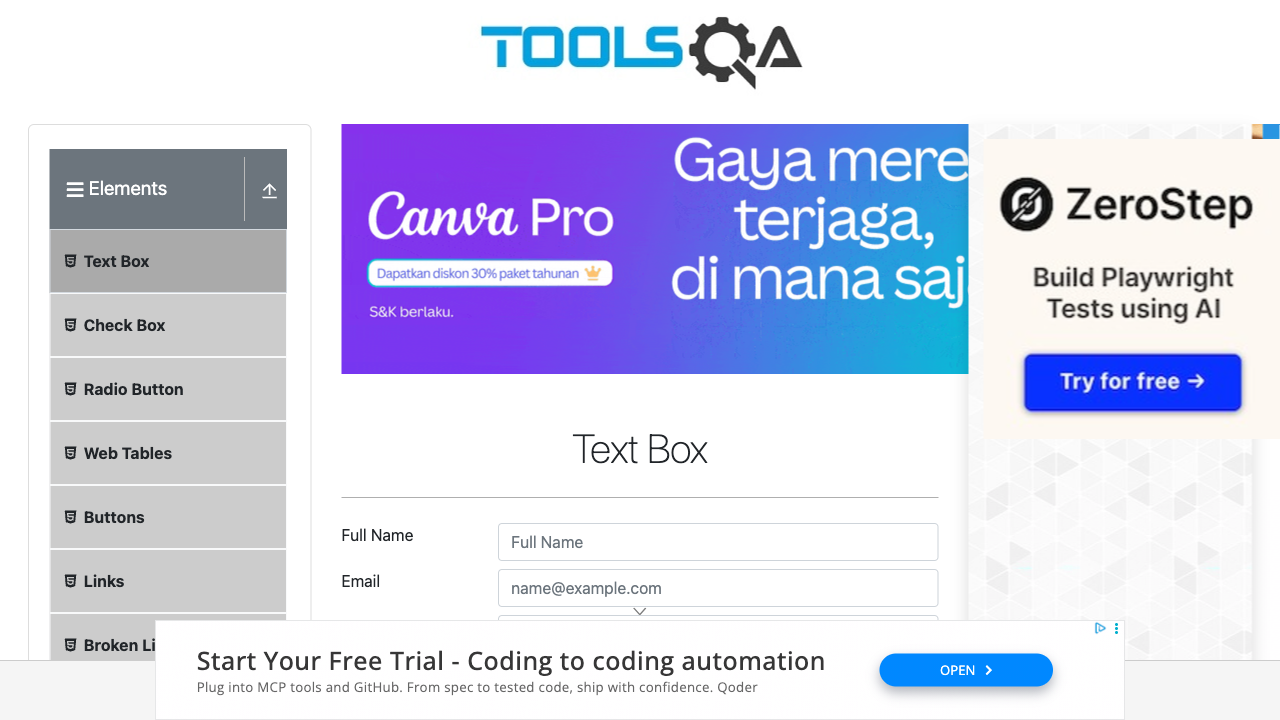 TOOLSQA
Elements
Text Box
Check Box
Radio Button
Web Tables
Buttons
Links
Canva Pro
Dapatkan diskon 30% paket tahunan
S&K berlaku.
Gaya mere
terjaga,
di mana saj
ZeroStep
Build Playwright
Tests using AI
Try for free →
Text Box
Full Name
Full Name
Email
name@example.com
Broken Li
Start Your Free Trial - Coding to coding automation
Plug into MCP tools and GitHub. From spec to tested code, ship with confidence. Qoder
OPEN